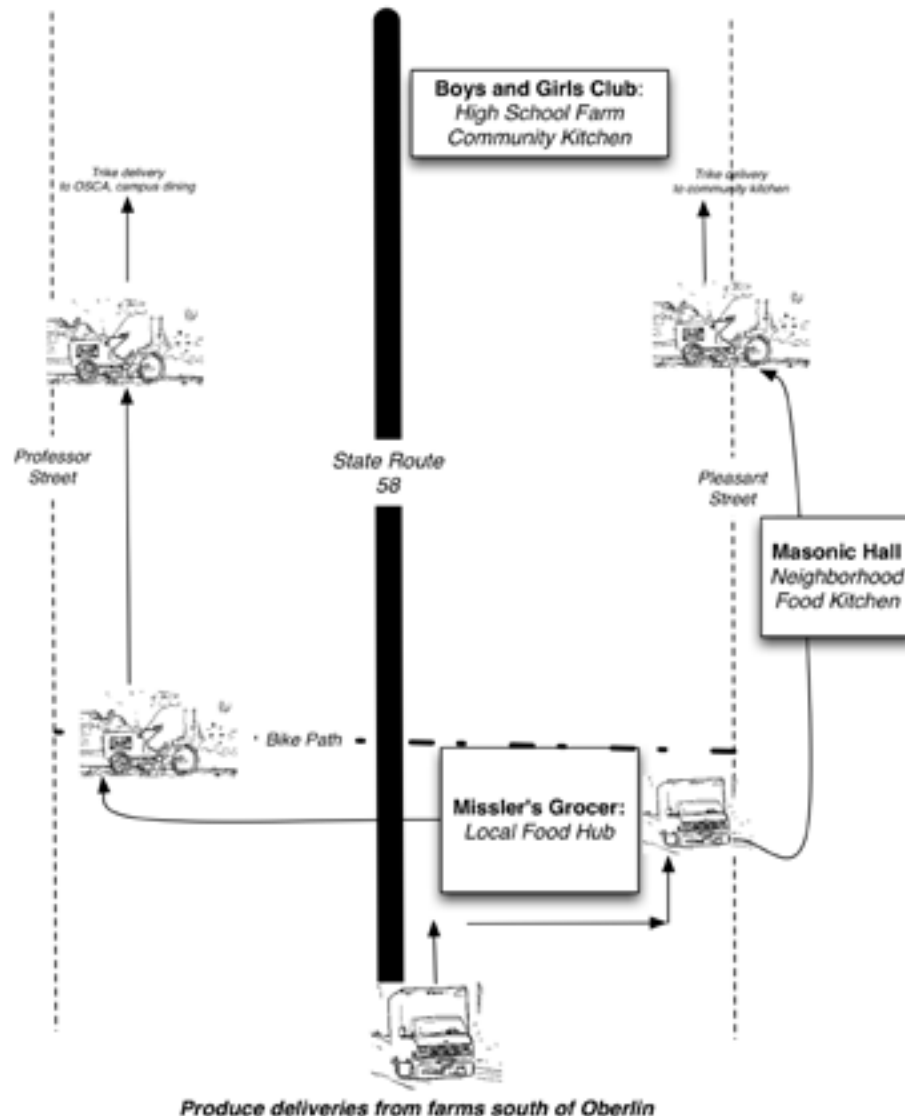 Boys and Girls Club:
High School Farm
Community Kitchen
Trike delivery
to OSCA, campus dining
Trike delivery
to community kitchen
Professor
Street
State Route
58
Pleasant
Street
Masonic Hall
Neighborhood
Food Kitchen
Bike Path
Missler's Grocer:
Local Food Hub
Produce deliveries from farms south of Oberlin